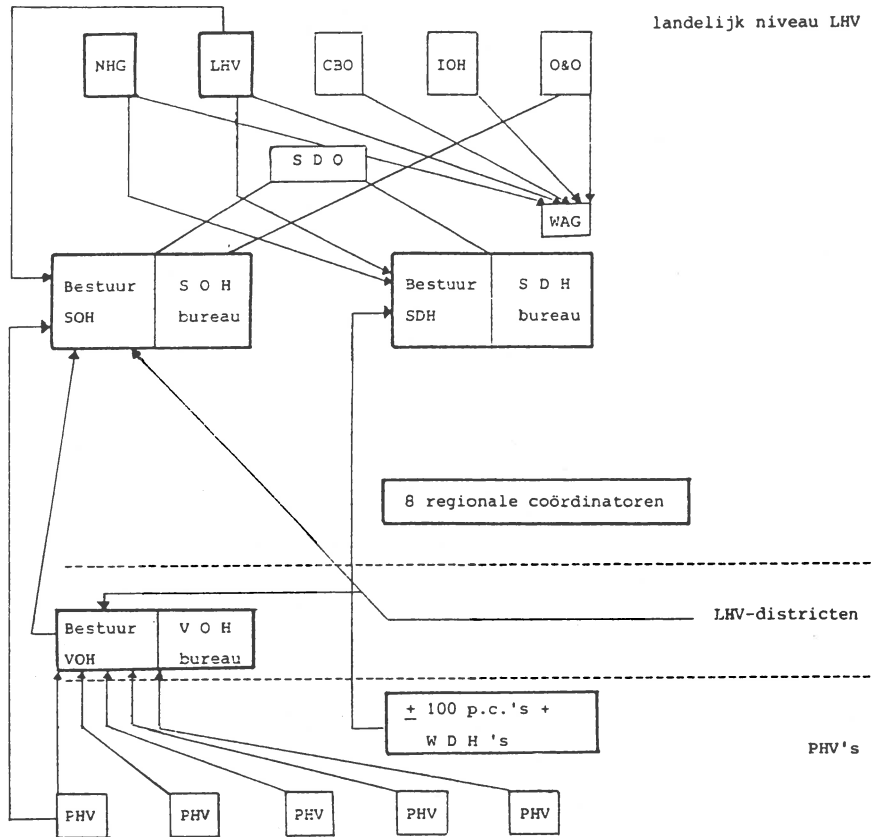 landelijk niveau LHV
NHG
LHV
CBO
IOH
O&O
S D O
WAG
Bestuur
SOH
S O H
bureau
Bestuur
SDH
S D H
bureau
8 regionale coördinatoren
LHV-districten
Bestuur
VOH
V O H
bureau
± 100 p.c.'s +
W D H 's
PHV's
PHV
PHV
PHV
PHV
PHV